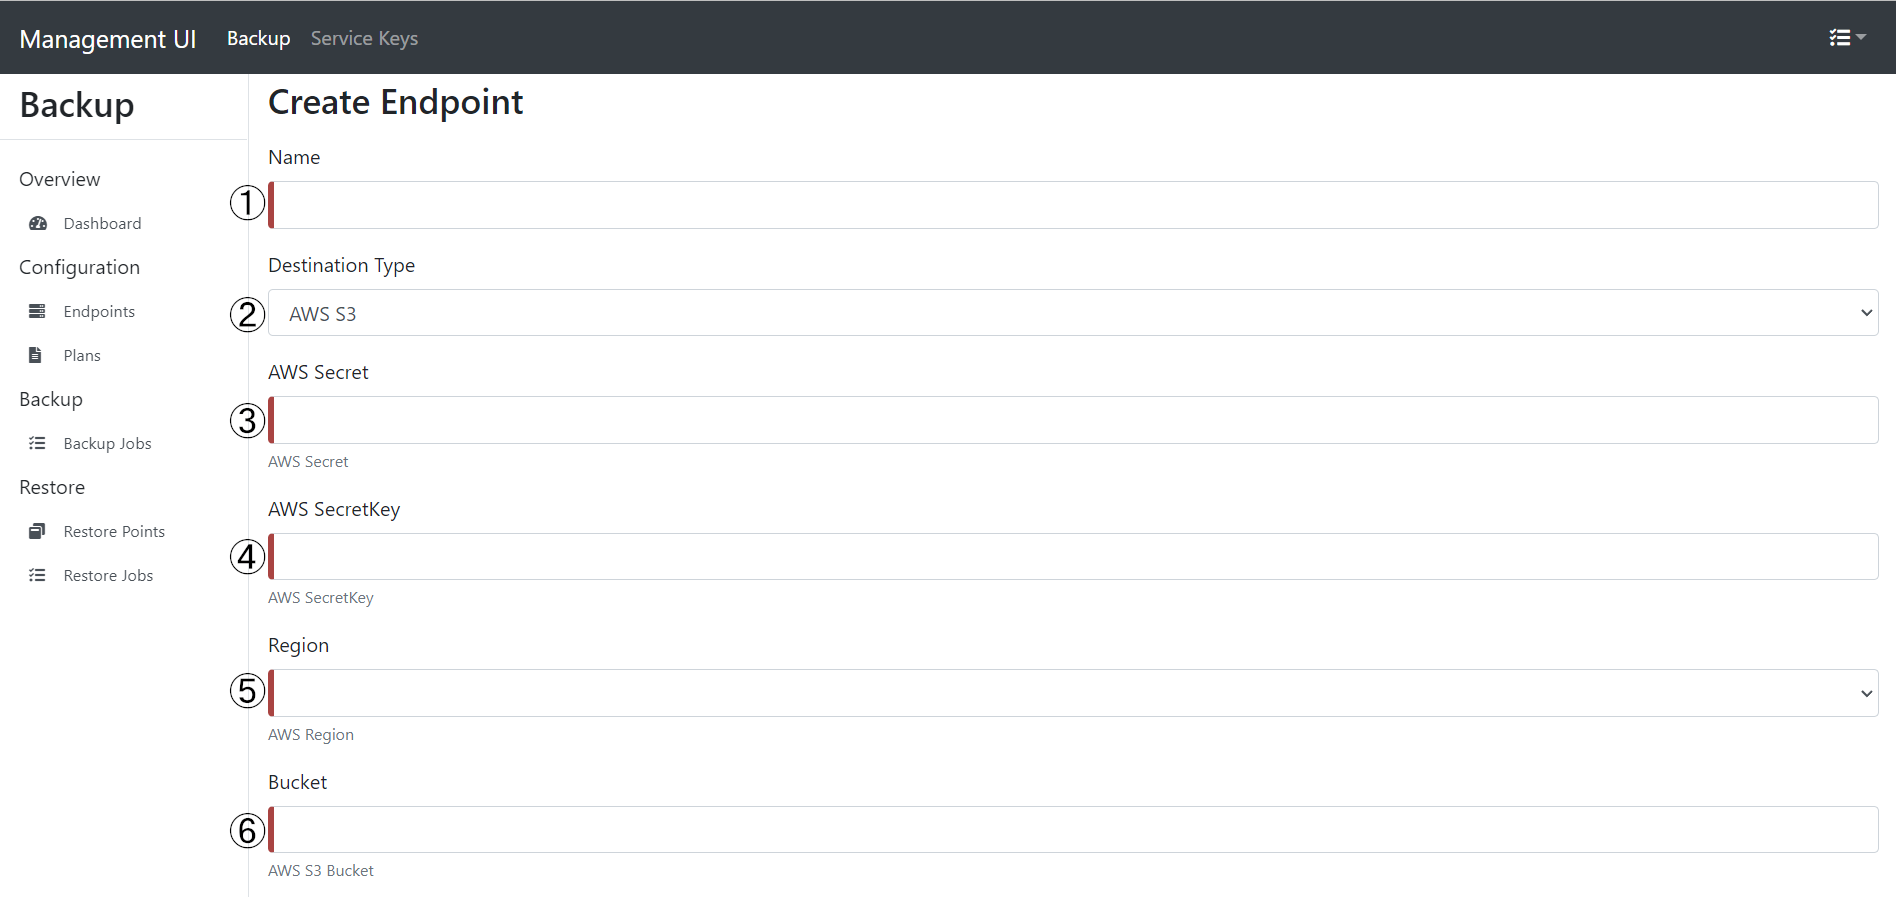 Management UI Backup Service Keys
Backup
Overview
Dashboard
Configuration
Endpoints
Plans
Backup
Backup Jobs
Restore
Restore Points
Restore Jobs
Create Endpoint
Name
①
Destination Type
② AWS S3
AWS Secret
③
AWS Secret
AWS SecretKey
④
AWS SecretKey
Region
⑤
AWS Region
Bucket
⑥
AWS S3 Bucket